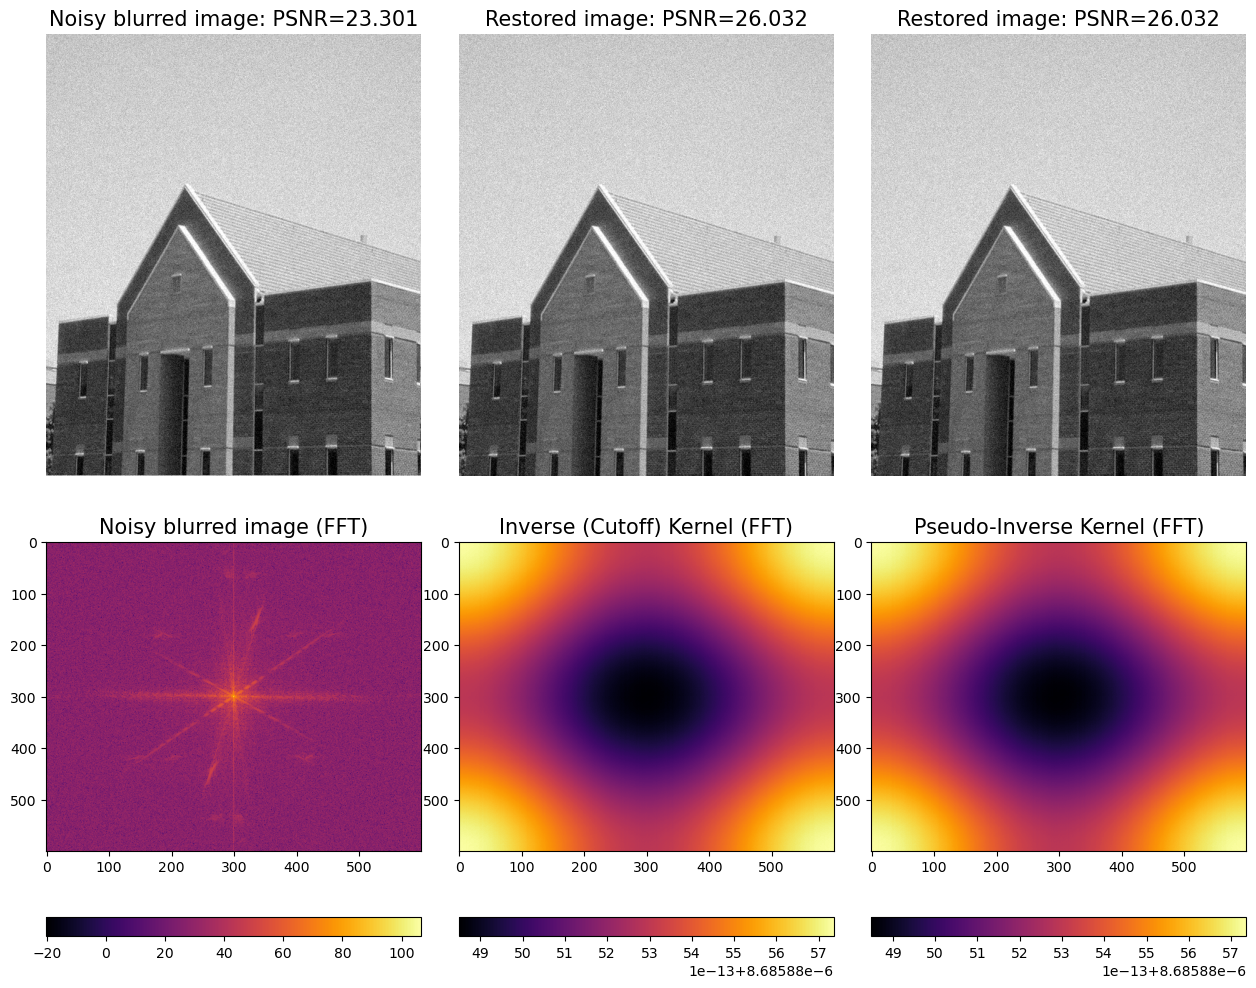 Noisy blurred image: PSNR=23.301
Restored image: PSNR=26.032
Restored image: PSNR=26.032
Noisy blurred image (FFT)
0
100
200
300
400
500
0 100 200 300 400 500
−20 0 20 40 60 80 100
Inverse (Cutoff) Kernel (FFT)
0
100
200
300
400
500
0 100 200 300 400 500
49 50 51 52 53 54 55 56 57
1e−13+8.68588e−6
Pseudo-Inverse Kernel (FFT)
0
100
200
300
400
500
0 100 200 300 400 500
49 50 51 52 53 54 55 56 57
1e−13+8.68588e−6